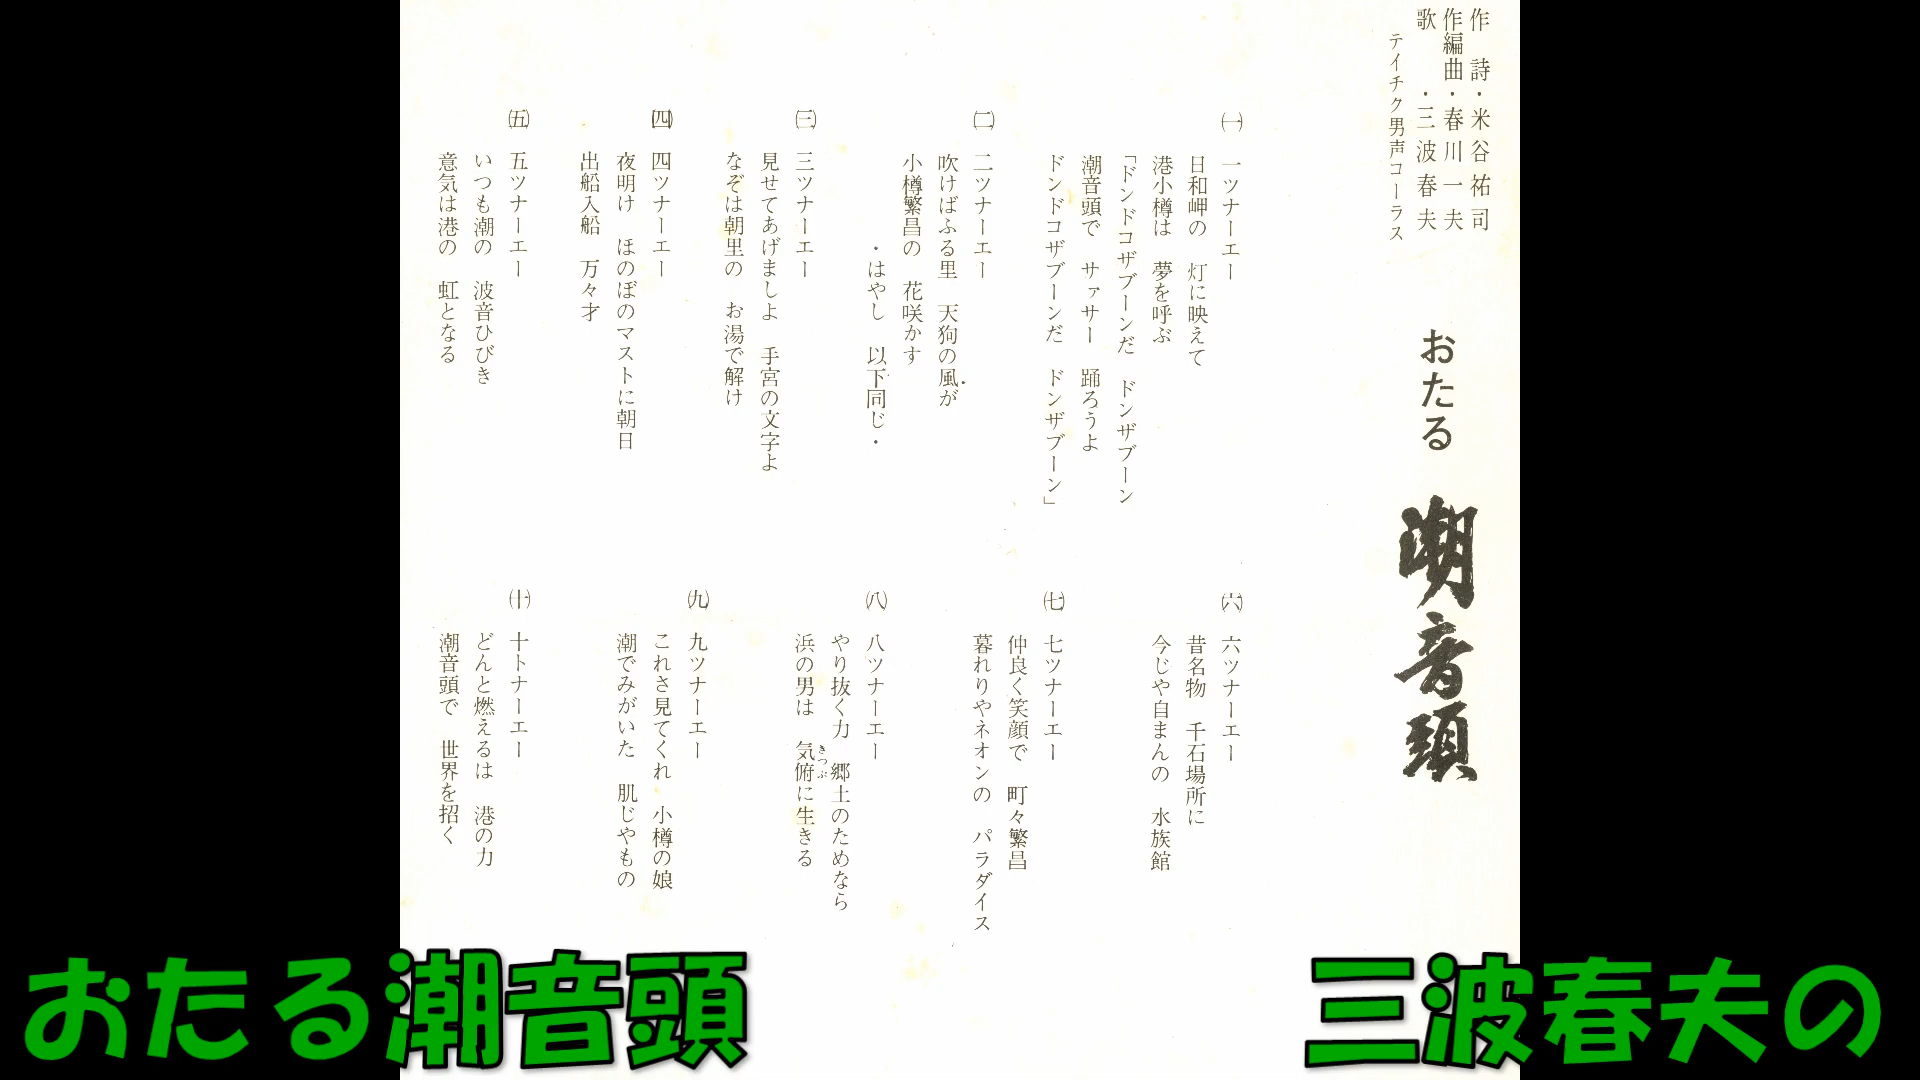 作詩・米谷祐司
作編曲・春川一夫
歌・三波春夫
テイチク男声コーラス
おたる 潮音頭
㈠ 一ツナーエー
日和岬の 灯に映えて
港小樽は 夢を呼ぶ
「ドンドコザブーンだ ドンザブーン
潮音頭で サァサー 踊ろうよ
ドンドコザブーンだ ドンザブーン」
㈡ 二ツナーエー
吹けばふる里 天狗の風が
小樽繁昌の 花咲かす
・はやし 以下同じ・
㈢ 三ツナーエー
見せてあげましよ 手宮の文字よ
なぞは朝里の お湯で解け
㈣ 四ツナーエー
夜明け ほのぼのマストに朝日
出船入船 万々才
㈤ 五ツナーエー
いつも潮の 波音ひびき
意気は港の 虹となる
㈥ 六ツナーエー
昔名物 千石場所に
今じや自まんの 水族館
㈦ 七ツナーエー
仲良く笑顔で 町々繁昌
暮れりやネオンの パラダイス
㈧ 八ツナーエー
やり抜く力 郷土のためなら
浜の男は 気俯に生きる
きっぷ
㈨ 九ツナーエー
これさ見てくれ 小樽の娘
潮でみがいた 肌じやもの
㈩ 十トナーエー
どんと燃えるは 港の力
潮音頭で 世界を招く
三波春夫の
おたる潮音頭